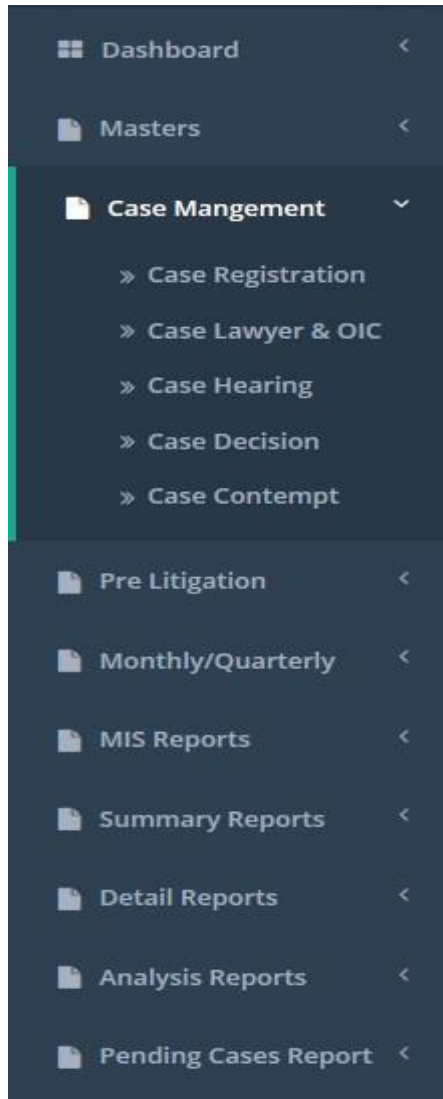 Dashboard
Masters
Case Mangement
Case Registration
Case Lawyer & OIC
Case Hearing
Case Decision
Case Contempt
Pre Litigation
Monthly/Quarterly
MIS Reports
Summary Reports
Detail Reports
Analysis Reports
Pending Cases Report